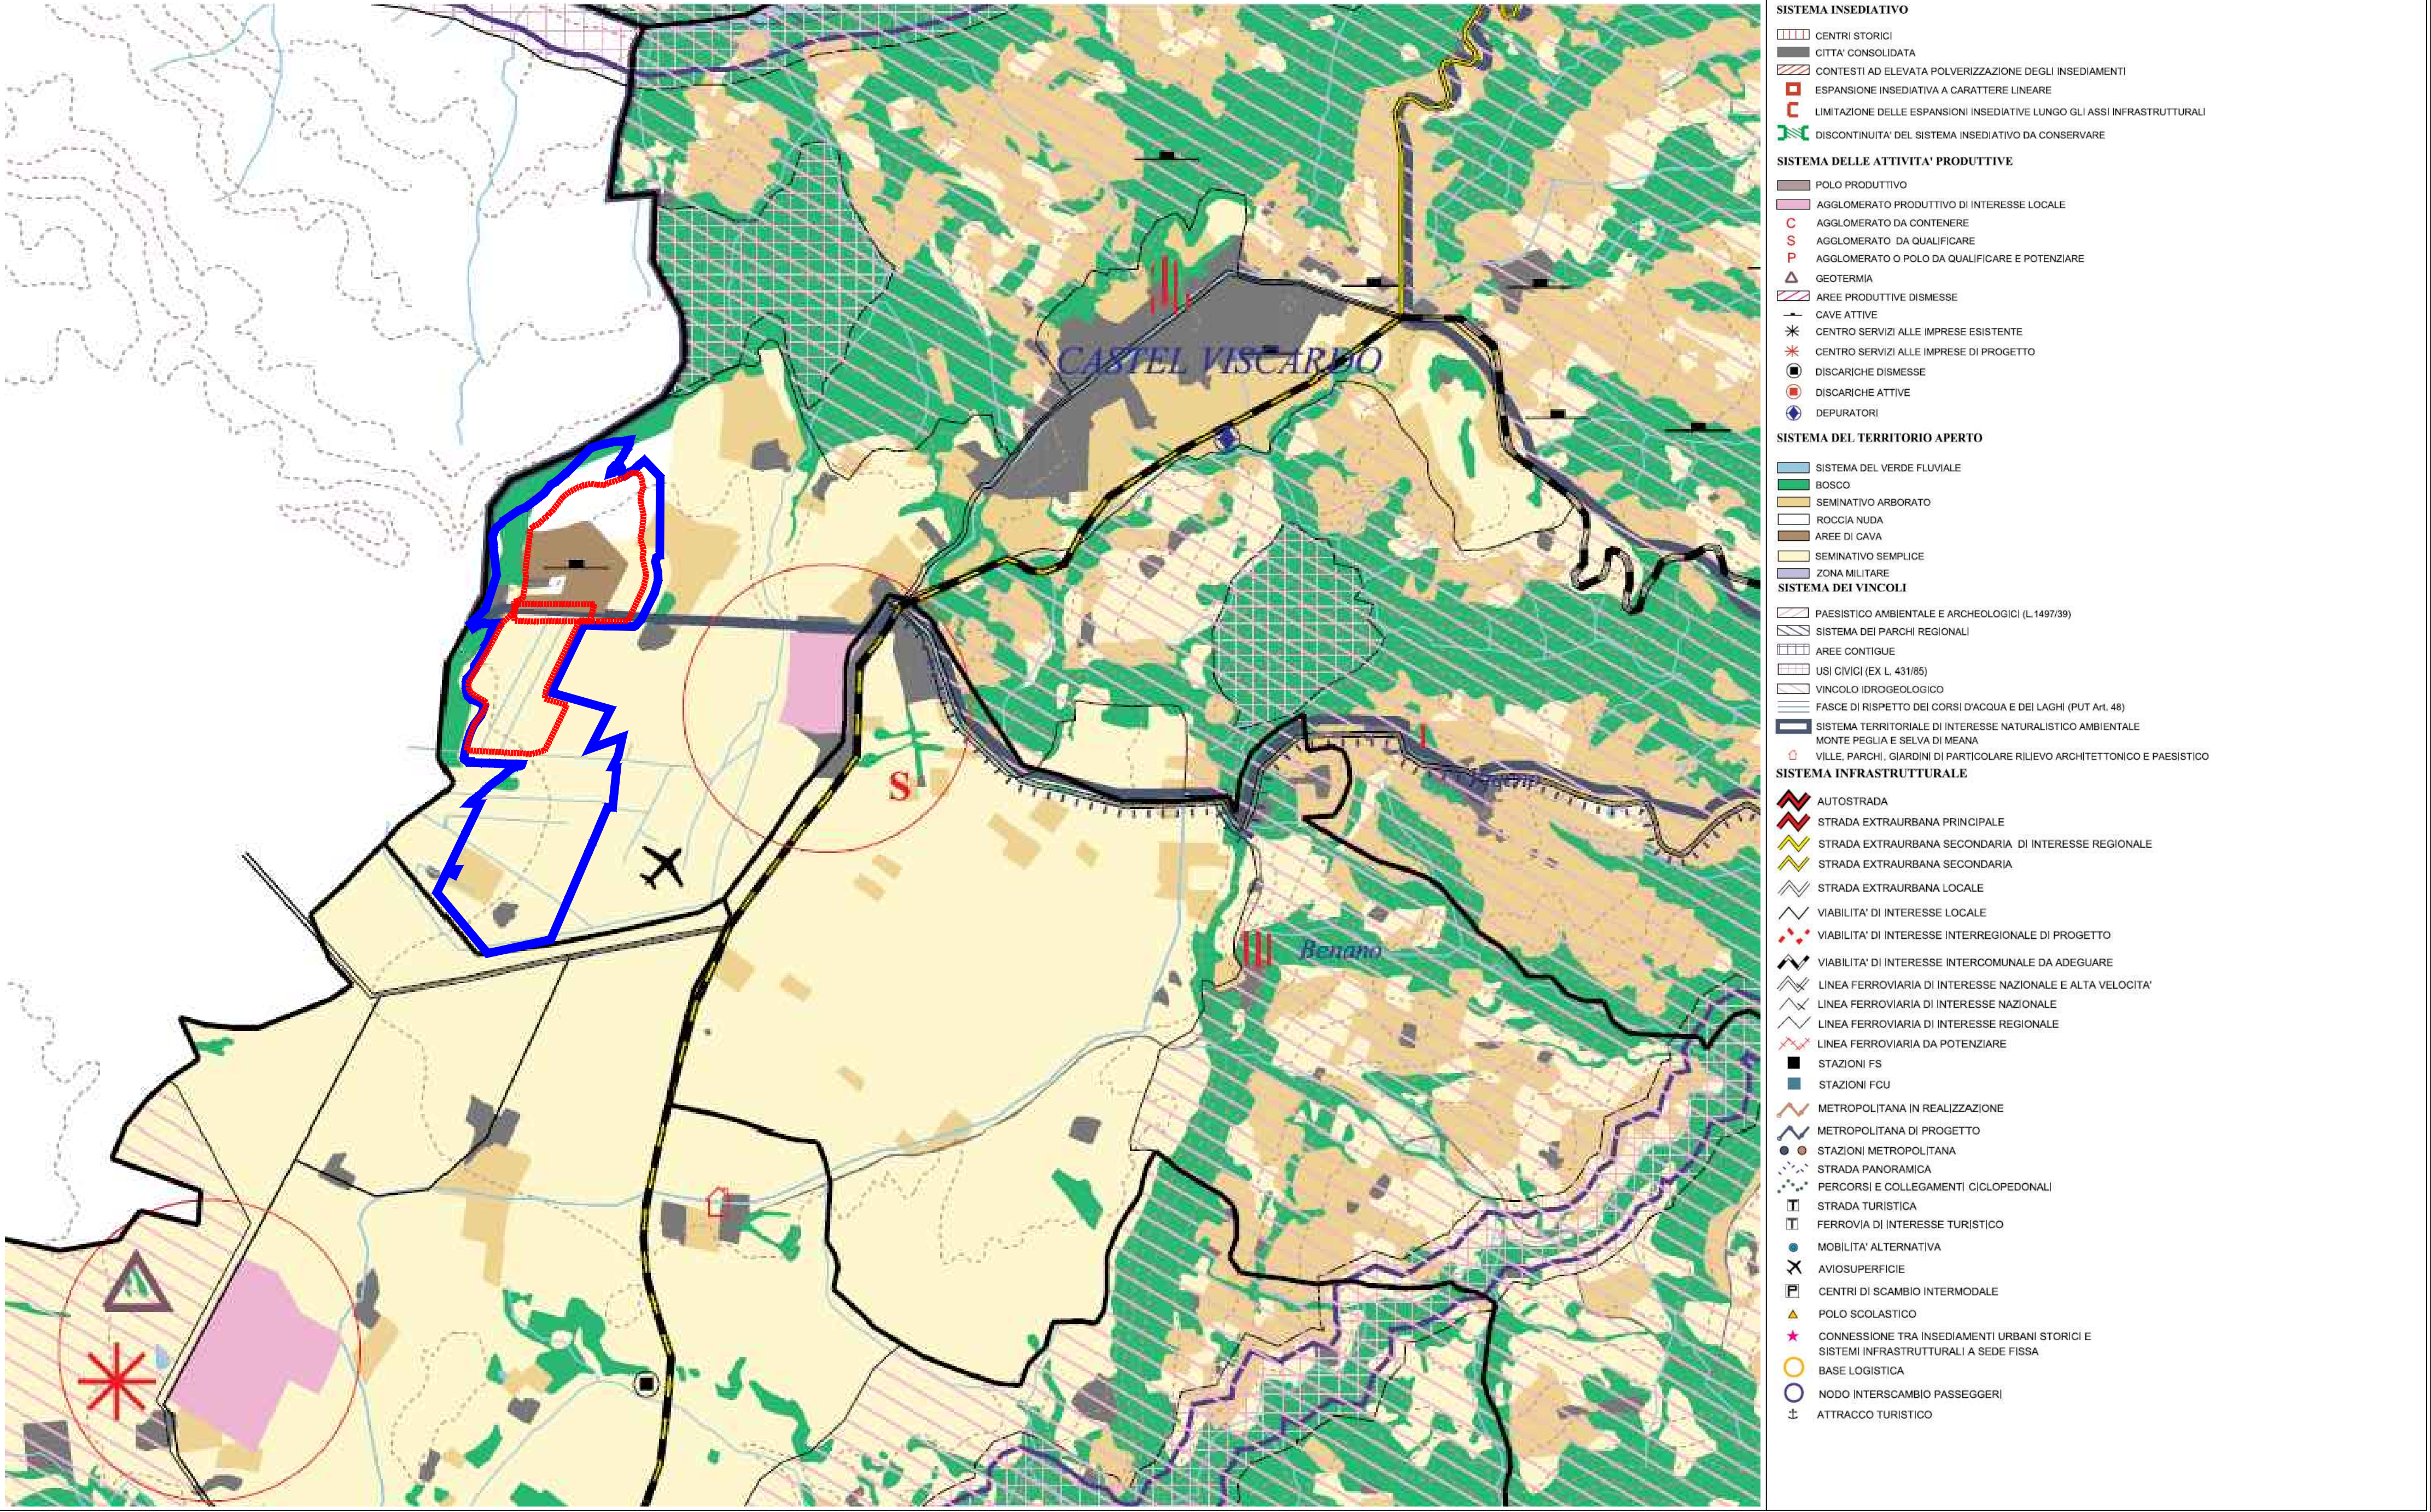 CASTEL VISCARDO
S
Benano
SISTEMA INSEDIATIVO
CENTRI STORICI
CITTA' CONSOLIDATA
CONTESTI AD ELEVATA POLVERIZZAZIONE DEGLI INSEDIAMENTI
ESPANSIONE INSEDIATIVA A CARATTERE LINEARE
LIMITAZIONE DELLE ESPANSIONI INSEDIATIVE LUNGO GLI ASSI INFRASTRUTTURALI
DISCONTINUITA' DEL SISTEMA INSEDIATIVO DA CONSERVARE
SISTEMA DELLE ATTIVITA' PRODUTTIVE
POLO PRODUTTIVO
AGGLOMERATO PRODUTTIVO DI INTERESSE LOCALE
C AGGLOMERATO DA CONTENERE
S AGGLOMERATO DA QUALIFICARE
P AGGLOMERATO O POLO DA QUALIFICARE E POTENZIARE
GEOTERMIA
AREE PRODUTTIVE DISMESSE
CAVE ATTIVE
CENTRO SERVIZI ALLE IMPRESE ESISTENTE
CENTRO SERVIZI ALLE IMPRESE DI PROGETTO
DISCARICHE DISMESSE
DISCARICHE ATTIVE
DEPURATORI
SISTEMA DEL TERRITORIO APERTO
SISTEMA DEL VERDE FLUVIALE
BOSCO
SEMINATIVO ARBORATO
ROCCIA NUDA
AREE DI CAVA
SEMINATIVO SEMPLICE
ZONA MILITARE
SISTEMA DEI VINCOLI
PAESISTICO AMBIENTALE E ARCHEOLOGICI (L.1497/39)
SISTEMA DEI PARCHI REGIONALI
AREE CONTIGUE
USI CIVICI (EX L. 431/85)
VINCOLO IDROGEOLOGICO
FASCE DI RISPETTO DEI CORSI D'ACQUA E DEI LAGHI (PUT Art. 48)
SISTEMA TERRITORIALE DI INTERESSE NATURALISTICO AMBIENTALE
MONTE PEGLIA E SELVA DI MEANA
VILLE, PARCHI, GIARDINI DI PARTICOLARE RILIEVO ARCHITETTONICO E PAESISTICO
SISTEMA INFRASTRUTTURALE
AUTOSTRADA
STRADA EXTRAURBANA PRINCIPALE
STRADA EXTRAURBANA SECONDARIA DI INTERESSE REGIONALE
STRADA EXTRAURBANA SECONDARIA
STRADA EXTRAURBANA LOCALE
VIABILITA' DI INTERESSE LOCALE
VIABILITA' DI INTERESSE INTERREGIONALE DI PROGETTO
VIABILITA' DI INTERESSE INTERCOMUNALE DA ADEGUARE
LINEA FERROVIARIA DI INTERESSE NAZIONALE E ALTA VELOCITA'
LINEA FERROVIARIA DI INTERESSE NAZIONALE
LINEA FERROVIARIA DI INTERESSE REGIONALE
LINEA FERROVIARIA DA POTENZIARE
STAZIONI FS
STAZIONI FCU
METROPOLITANA IN REALIZZAZIONE
METROPOLITANA DI PROGETTO
STAZIONI METROPOLITANA
STRADA PANORAMICA
PERCORSI E COLLEGAMENTI CICLOPEDONALI
T STRADA TURISTICA
T FERROVIA DI INTERESSE TURISTICO
MOBILITA' ALTERNATIVA
AVIOSUPERFICIE
P CENTRI DI SCAMBIO INTERMODALE
POLO SCOLASTICO
CONNESSIONE TRA INSEDIAMENTI URBANI STORICI E
SISTEMI INFRASTRUTTURALI A SEDE FISSA
BASE LOGISTICA
NODO INTERSCAMBIO PASSEGGERI
ATTRACCO TURISTICO